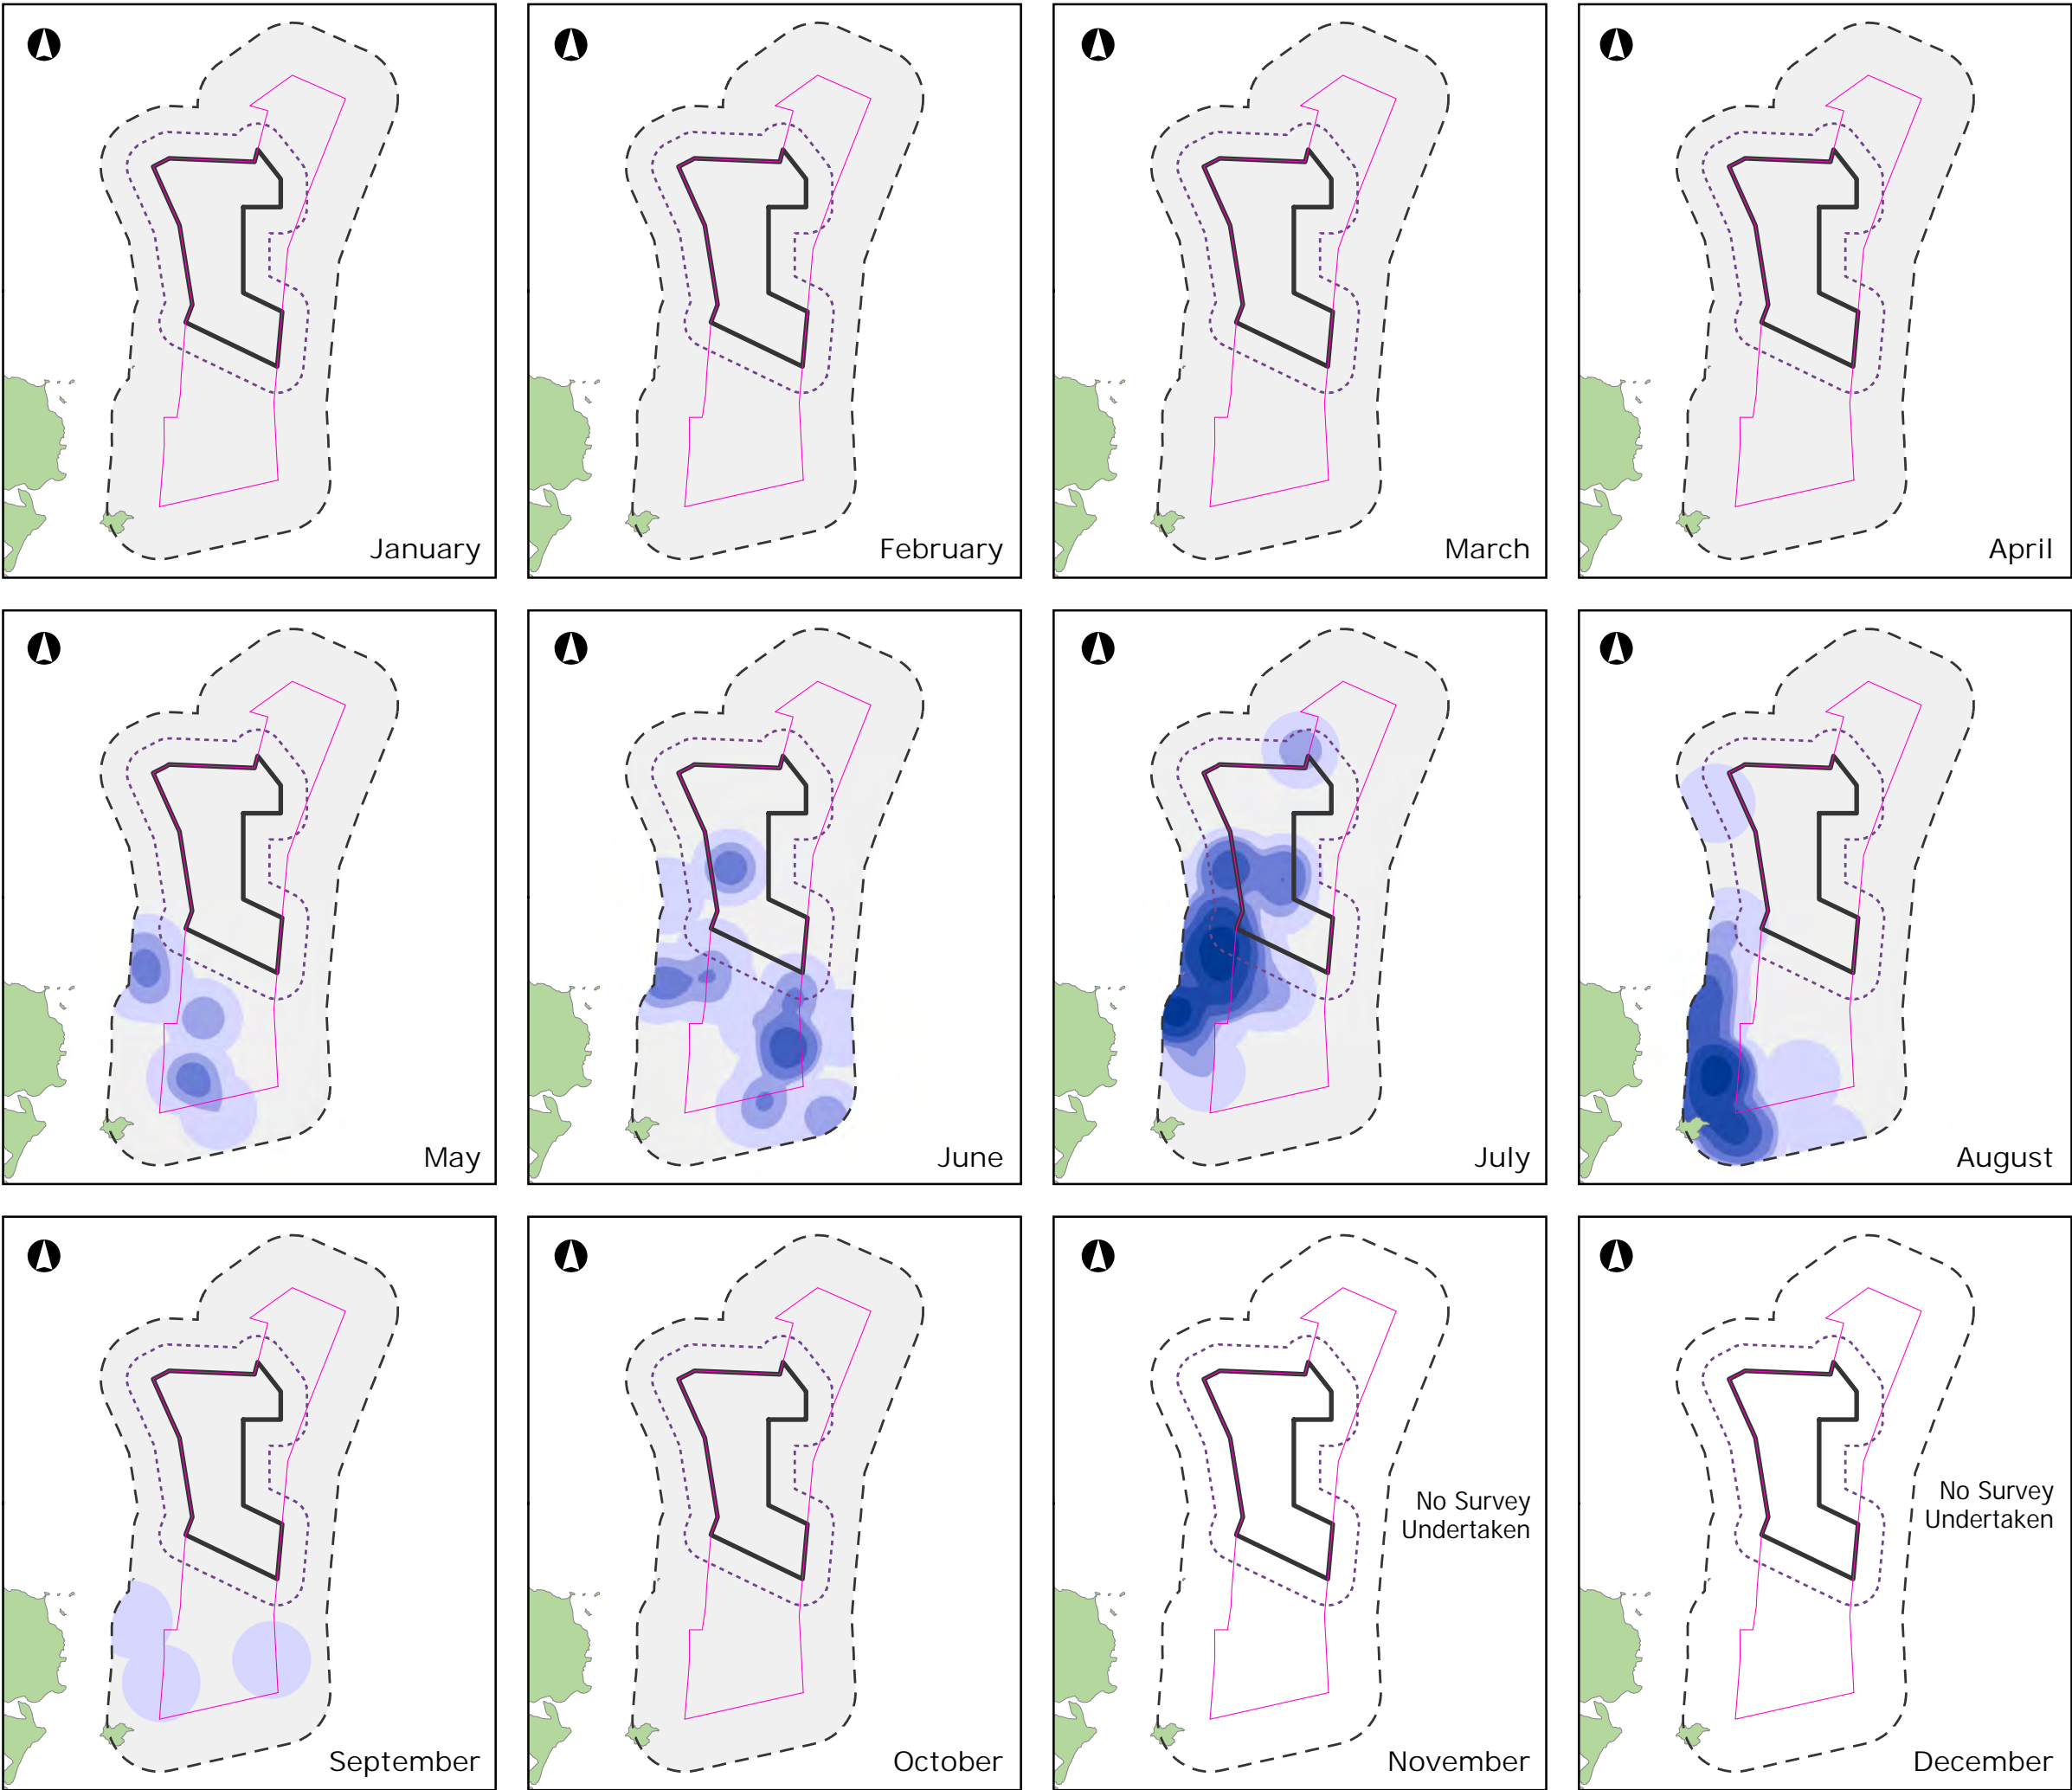 January
February
March
April
May
June
July
August
September
October
No Survey
Undertaken
November
No Survey
Undertaken
December